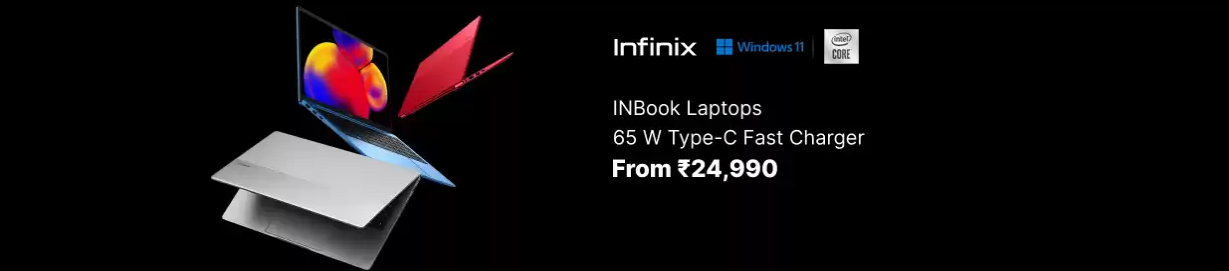 Infinix Windows 11 intel CORE
INBook Laptops
65 W Type-C Fast Charger
From ₹24,990